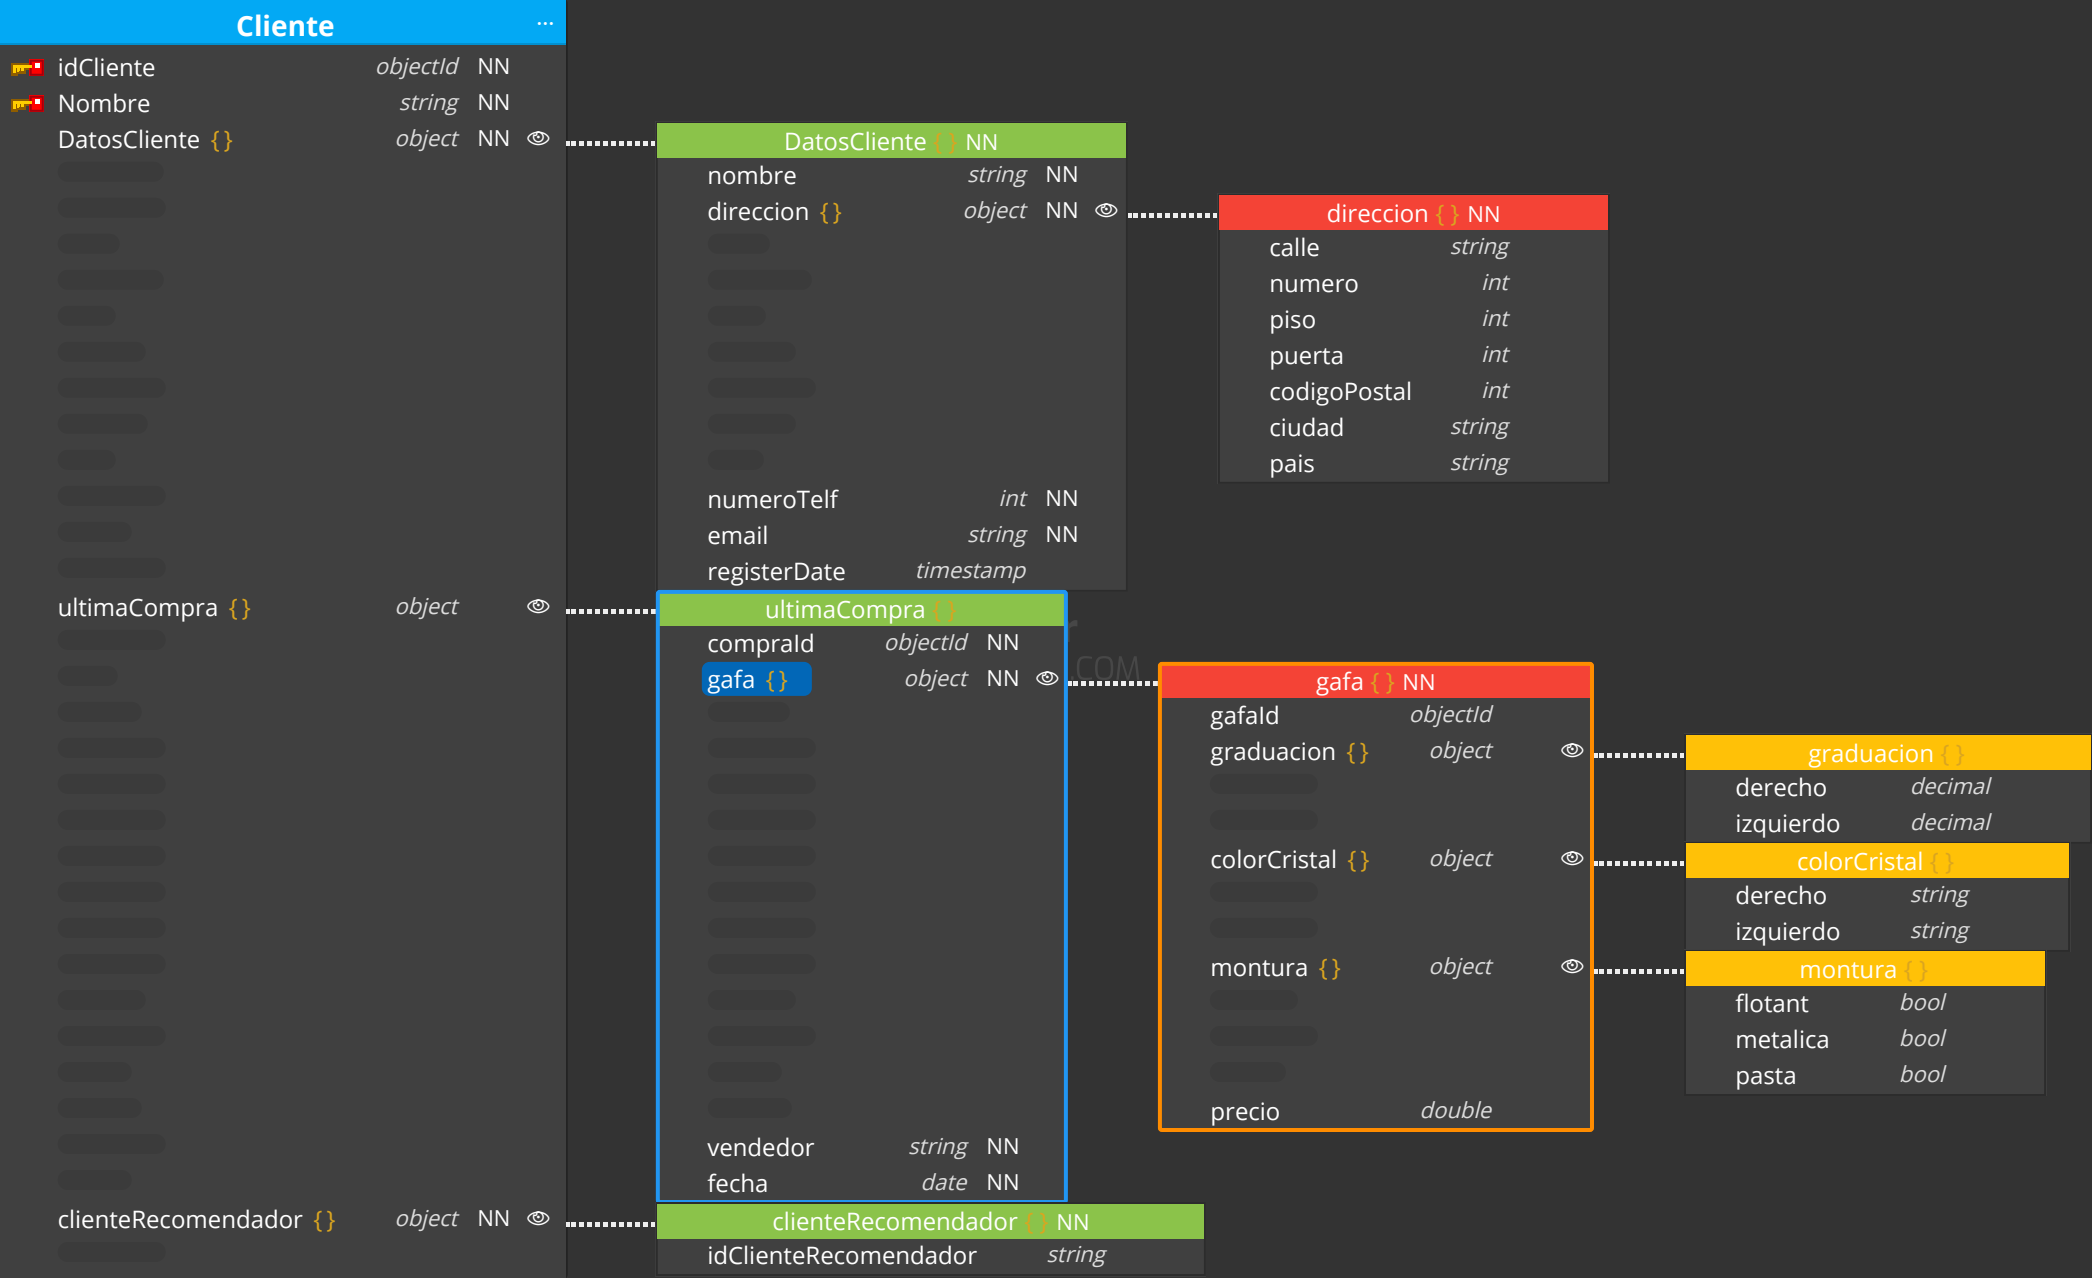 Cliente ...
idCliente objectId NN
Nombre string NN
DatosCliente {} object NN
ultimaCompra {} object
clienteRecomendador {} object NN
DatosCliente {} NN
nombre string NN
direccion {} object NN
numeroTelf int NN
email string NN
registerDate timestamp
direccion {} NN
calle string
numero int
piso int
puerta int
codigoPostal int
ciudad string
pais string
ultimaCompra {}
compraId objectId NN
gafa {} object NN
vendedor string NN
fecha date NN
r
.COM
gafa {} NN
gafaId objectId
graduacion {} object
colorCristal {} object
montura {} object
precio double
graduacion {}
derecho decimal
izquierdo decimal
colorCristal {}
derecho string
izquierdo string
montura {}
flotant bool
metalica bool
pasta bool
clienteRecomendador {} NN
idClienteRecomendador string